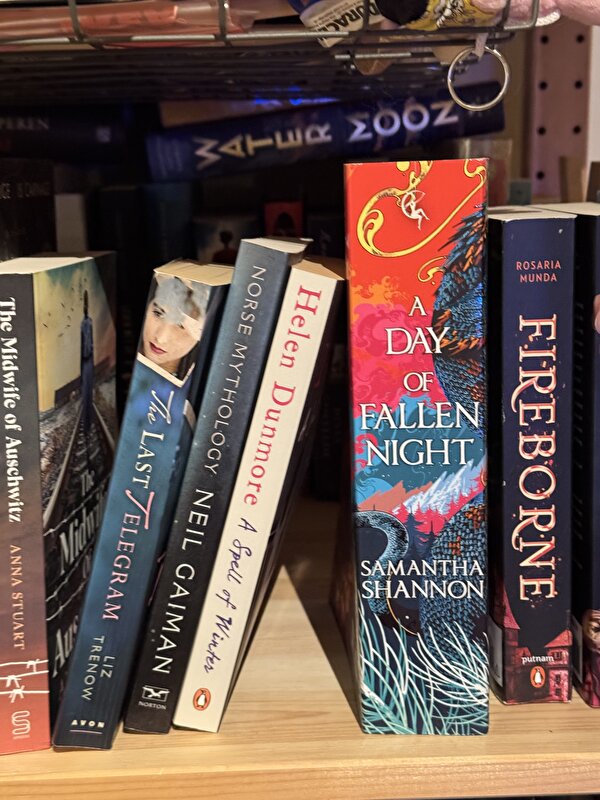 WATER MOON
The Midwife of Auschwitz
ANNA STUART
The Last Telegram
LIZ
TRENOW
AVON
NORSE MYTHOLOGY
NEIL GAIMAN
NORTON
Helen Dunmore
A Spell of Winter
A
DAY
OF
FALLEN
NIGHT
SAMANTHA
SHANNON
ROSARIA
MUNDA
FIREBORNE
putnam